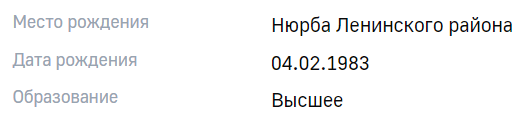 Место рождения Нюрба Ленинского района
Дата рождения 04.02.1983
Образование Высшее